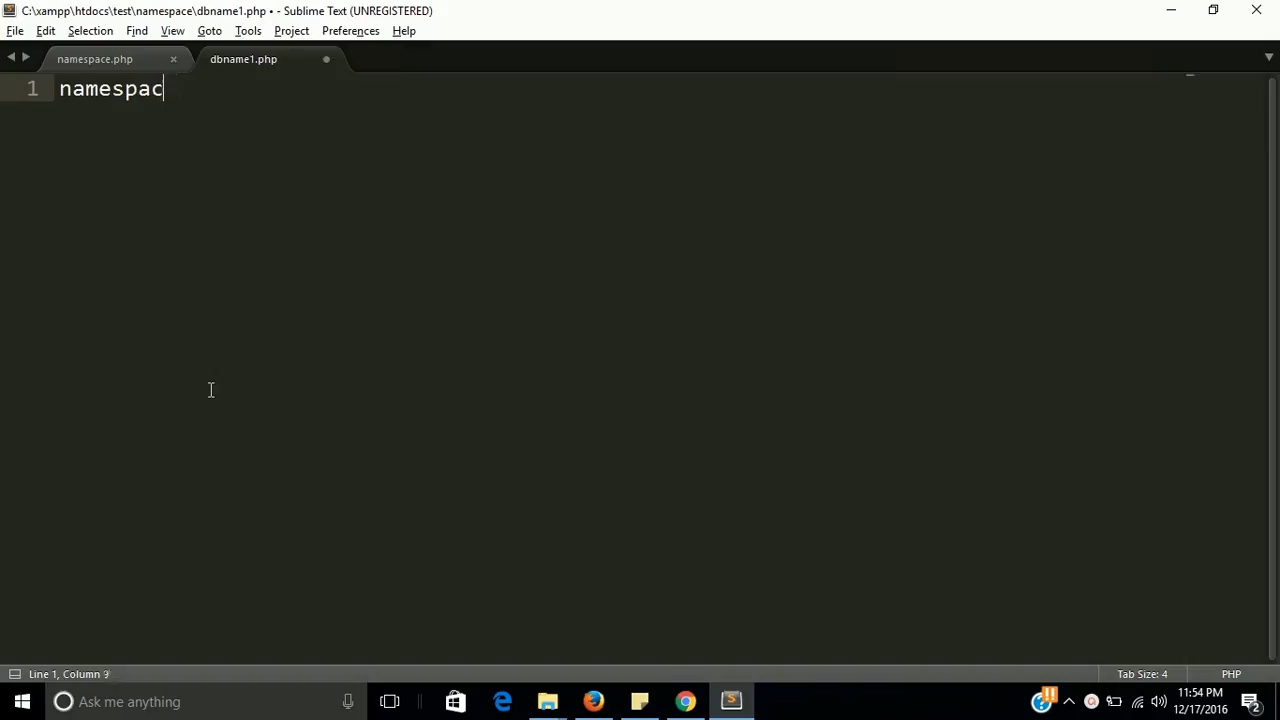 C:\xampp\htdocs\test\namespace\dbname1.php • - Sublime Text (UNREGISTERED)
File Edit Selection Find View Goto Tools Project Preferences Help
namespace.php × dbname1.php
1 namespac
Line 1, Column 9 Tab Size: 4 PHP
Ask me anything
11:54 PM
12/17/2016
2